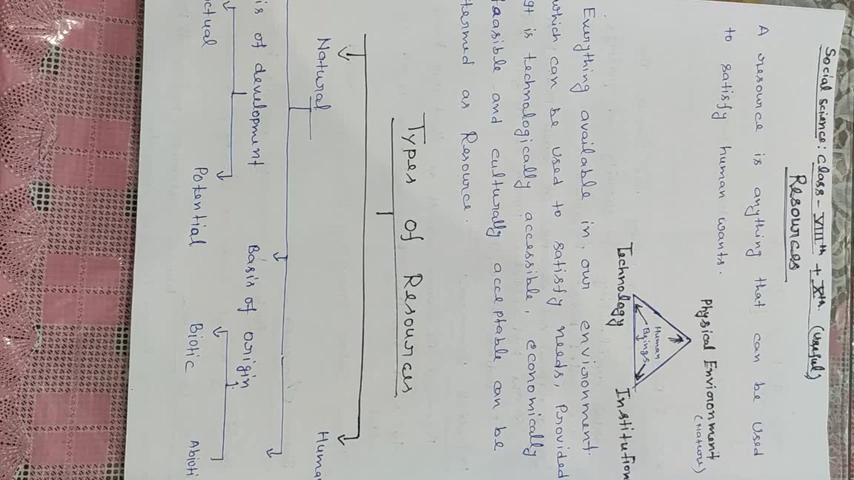 Social science: Class - VIIIth + Xth (Useful)
Resources
A resource is anything that can be used
to satisfy human wants.
Physical Environment
(Nature)
Human
Beings
Technology Institution
Everything available in our environment
which can be used to satisfy needs, Provided
It is technologically accessible, economically
feasible and culturally acceptable can be
termed as Resource.
Types of Resources
Natural Huma
is of development Basis of origin
ctual Potential Biotic Abioti